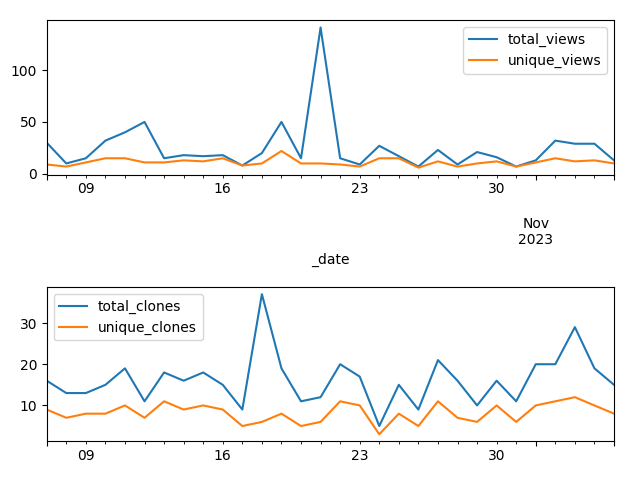 total_views
unique_views
100
50
0
09 16 23 30
Nov
2023
_date
total_clones
unique_clones
30
20
10
09 16 23 30